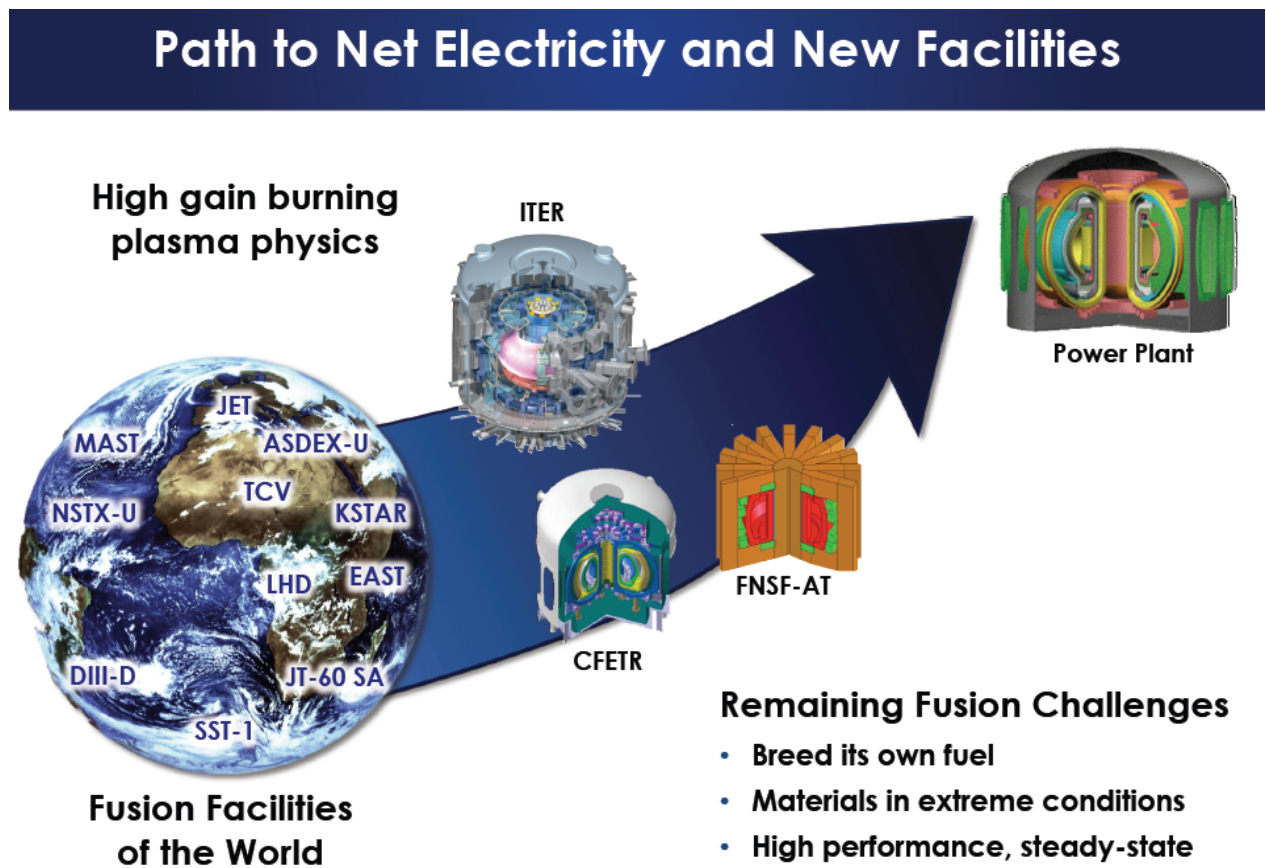 Path to Net Electricity and New Facilities
High gain burning
plasma physics
ITER
Power Plant
JET
MAST
ASDEX-U
TCV
NSTX-U
KSTAR
LHD
EAST
DIII-D
JT-60 SA
SST-1
Fusion Facilities
of the World
CFETR
FNSF-AT
Remaining Fusion Challenges
• Breed its own fuel
• Materials in extreme conditions
• High performance, steady-state